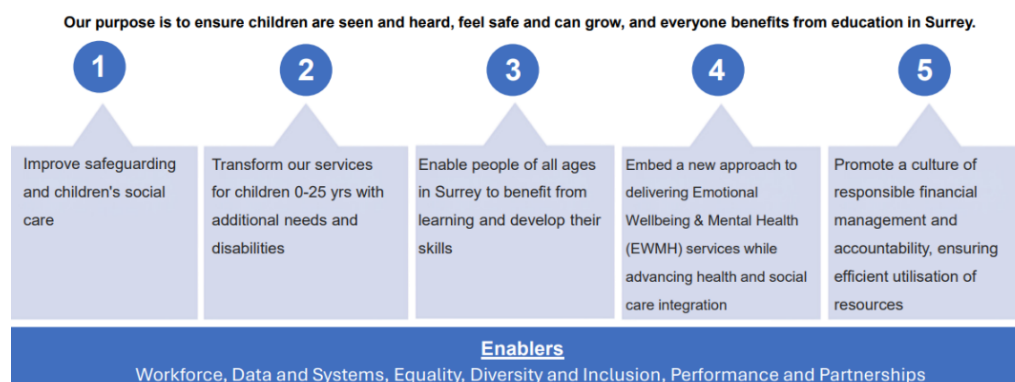 Our purpose is to ensure children are seen and heard, feel safe and can grow, and everyone benefits from education in Surrey.
1
Improve safeguarding
and children's social
care
2
Transform our services
for children 0-25 yrs with
additional needs and
disabilities
3
Enable people of all ages
in Surrey to benefit from
learning and develop their
skills
4
Embed a new approach to
delivering Emotional
Wellbeing & Mental Health
(EWMH) services while
advancing health and social
care integration
5
Promote a culture of
responsible financial
management and
accountability, ensuring
efficient utilisation of
resources
Enablers
Workforce, Data and Systems, Equality, Diversity and Inclusion, Performance and Partnerships